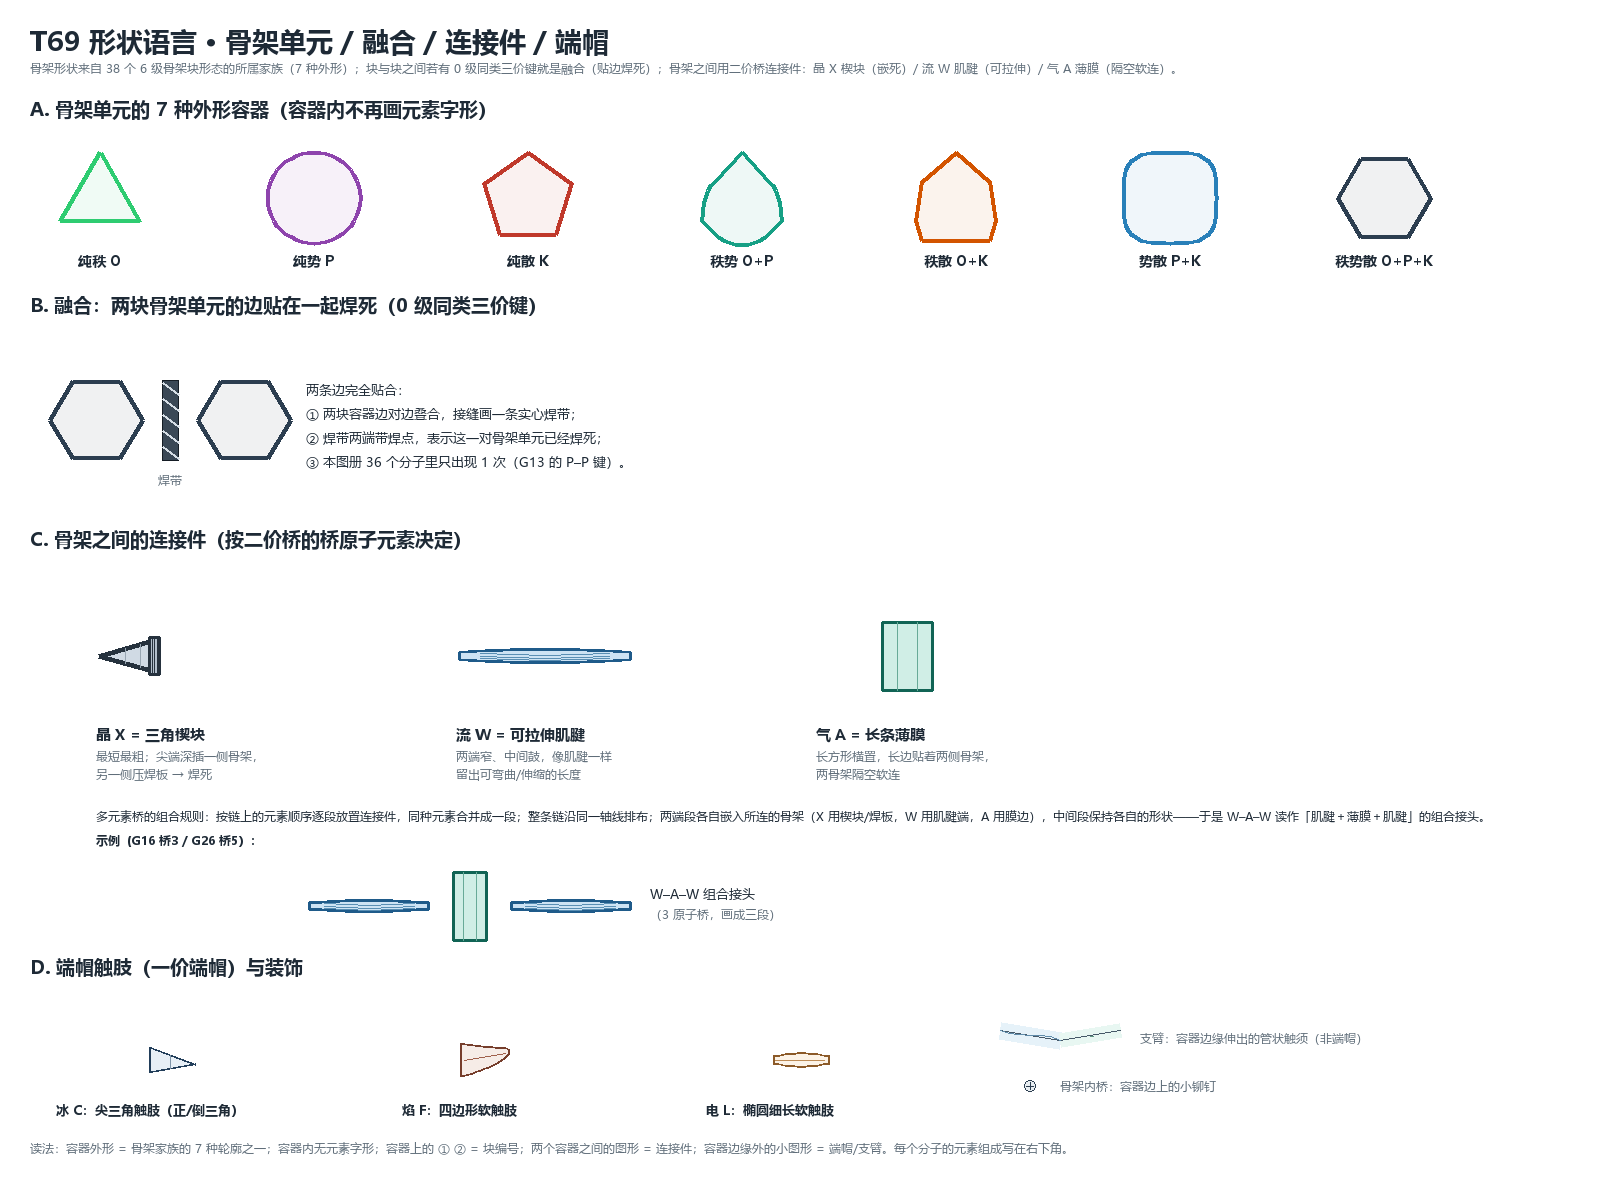 T69 形状语言 • 骨架单元 / 融合 / 连接件 / 端帽
骨架形状来自 38 个 6 级骨架块形态的所属家族（7 种外形）；块与块之间若有 0 级同类三价键就是融合（贴边焊死）；骨架之间用二价桥连接件：晶 X 楔块（嵌死）/ 流 W 肌腱（可拉伸）/ 气 A 薄膜（隔空软连）。
A. 骨架单元的 7 种外形容器（容器内不再画元素字形）
纯秩 O
纯势 P
纯散 K
秩势 O+P
秩散 O+K
势散 P+K
秩势散 O+P+K
B. 融合：两块骨架单元的边贴在一起焊死（0 级同类三价键）
两条边完全贴合：
① 两块容器边对边叠合，接缝画一条实心焊带；
② 焊带两端带焊点，表示这一对骨架单元已经焊死；
③ 本图册 36 个分子里只出现 1 次（G13 的 P–P 键）。
焊带
C. 骨架之间的连接件（按二价桥的桥原子元素决定）
晶 X = 三角楔块
最短最粗；尖端深插一侧骨架，
另一侧压焊板 → 焊死
流 W = 可拉伸肌腱
两端窄、中间鼓，像肌腱一样
留出可弯曲/伸缩的长度
气 A = 长条薄膜
长方形横置，长边贴着两侧骨架，
两骨架隔空软连
多元素桥的组合规则：按链上的元素顺序逐段放置连接件，同种元素合并成一段；整条链沿同一轴线排布；两端段各自嵌入所连的骨架（X 用楔块/焊板，W 用肌腱端，A 用膜边），中间段保持各自的形状——于是 W–A–W 读作「肌腱＋薄膜＋肌腱」的组合接头。
示例（G16 桥3 / G26 桥5）：
W–A–W 组合接头
（3 原子桥，画成三段）
D. 端帽触肢（一价端帽）与装饰
冰 C：尖三角触肢（正/倒三角）
焰 F：四边形软触肢
电 L：椭圆细长软触肢
支臂：容器边缘伸出的管状触须（非端帽）
骨架内桥：容器边上的小铆钉
读法：容器外形 = 骨架家族的 7 种轮廓之一；容器内无元素字形；容器上的 ① ② = 块编号；两个容器之间的图形 = 连接件；容器边缘外的小图形 = 端帽/支臂。每个分子的元素组成写在右下角。